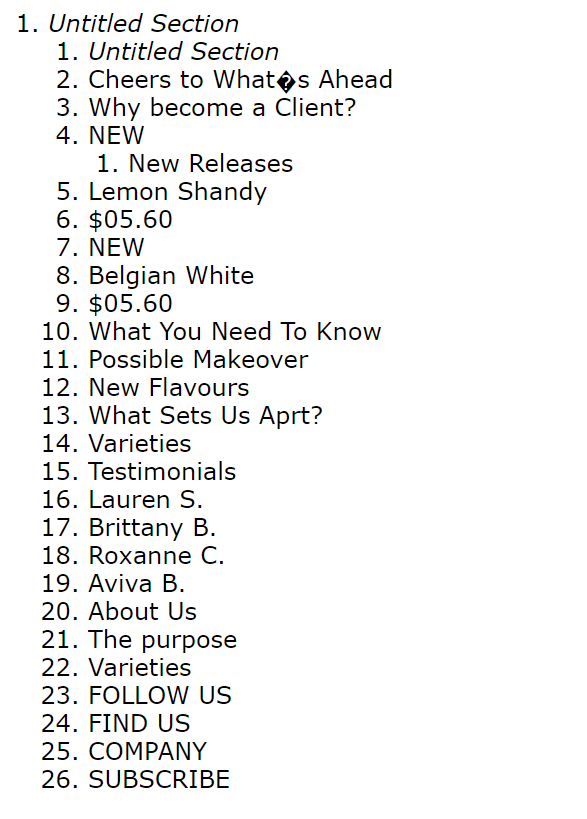 1. Untitled Section
1. Untitled Section
2. Cheers to What�s Ahead
3. Why become a Client?
4. NEW
1. New Releases
5. Lemon Shandy
6. $05.60
7. NEW
8. Belgian White
9. $05.60
10. What You Need To Know
11. Possible Makeover
12. New Flavours
13. What Sets Us Aprt?
14. Varieties
15. Testimonials
16. Lauren S.
17. Brittany B.
18. Roxanne C.
19. Aviva B.
20. About Us
21. The purpose
22. Varieties
23. FOLLOW US
24. FIND US
25. COMPANY
26. SUBSCRIBE